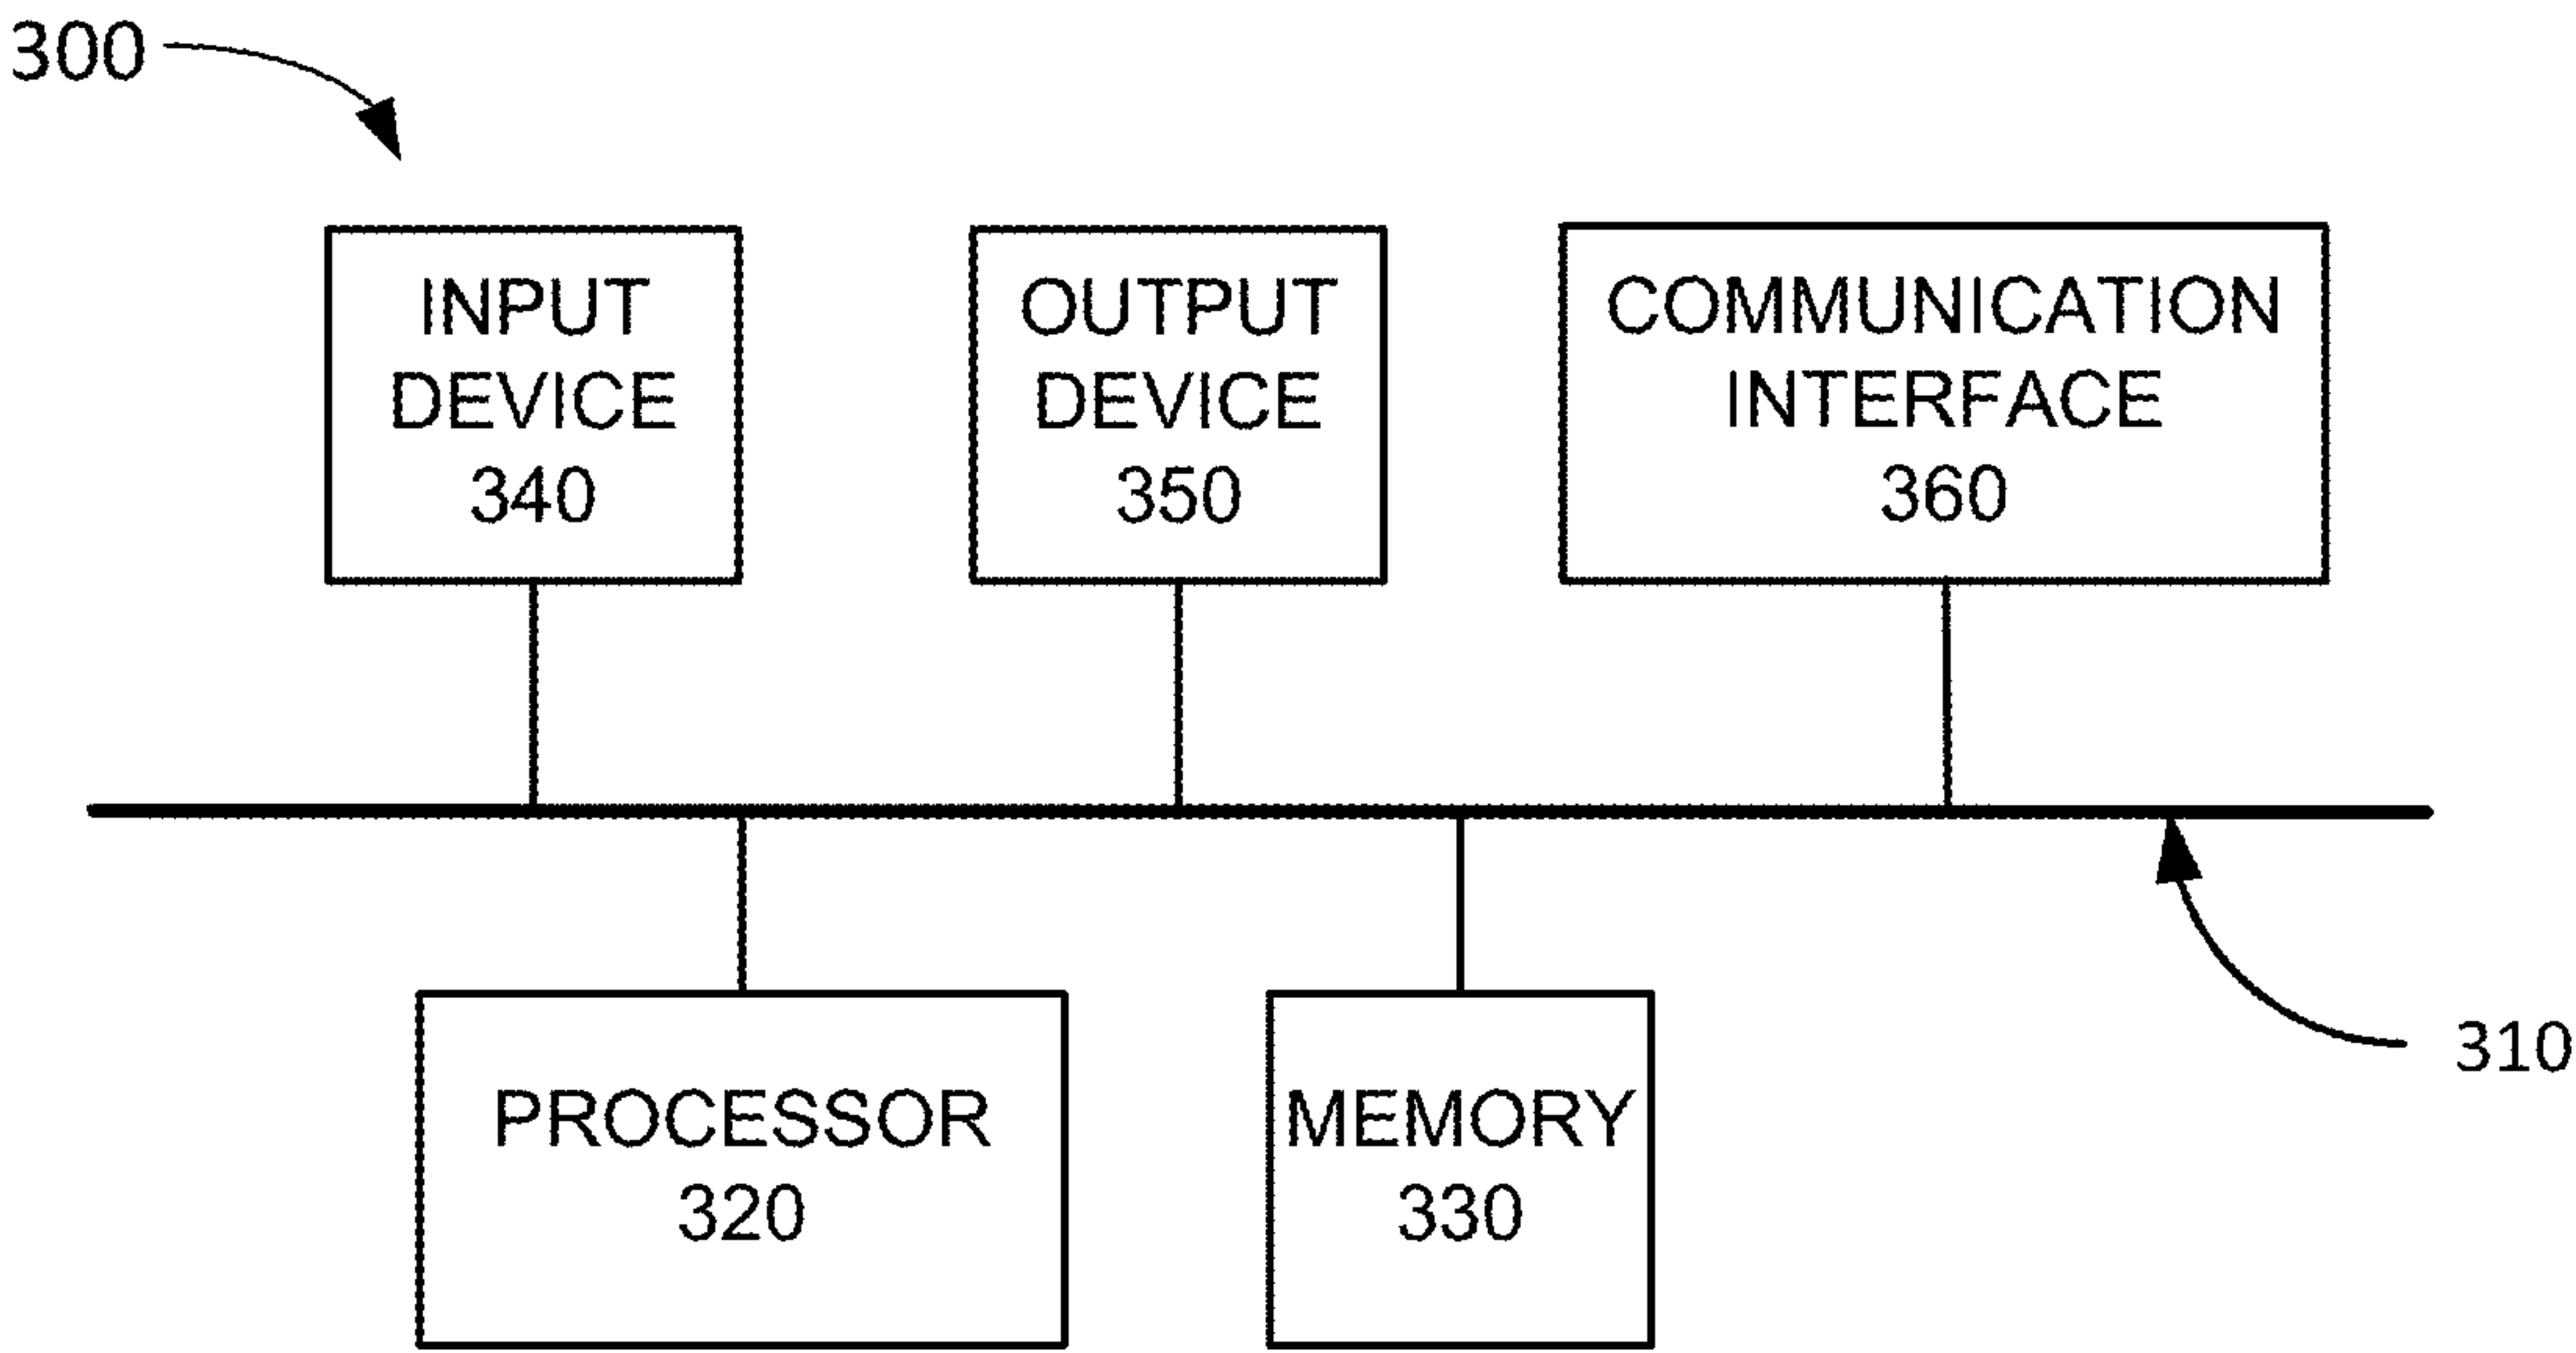 300
INPUT
DEVICE
340
OUTPUT
DEVICE
350
COMMUNICATION
INTERFACE
360
310
PROCESSOR
320
MEMORY
330